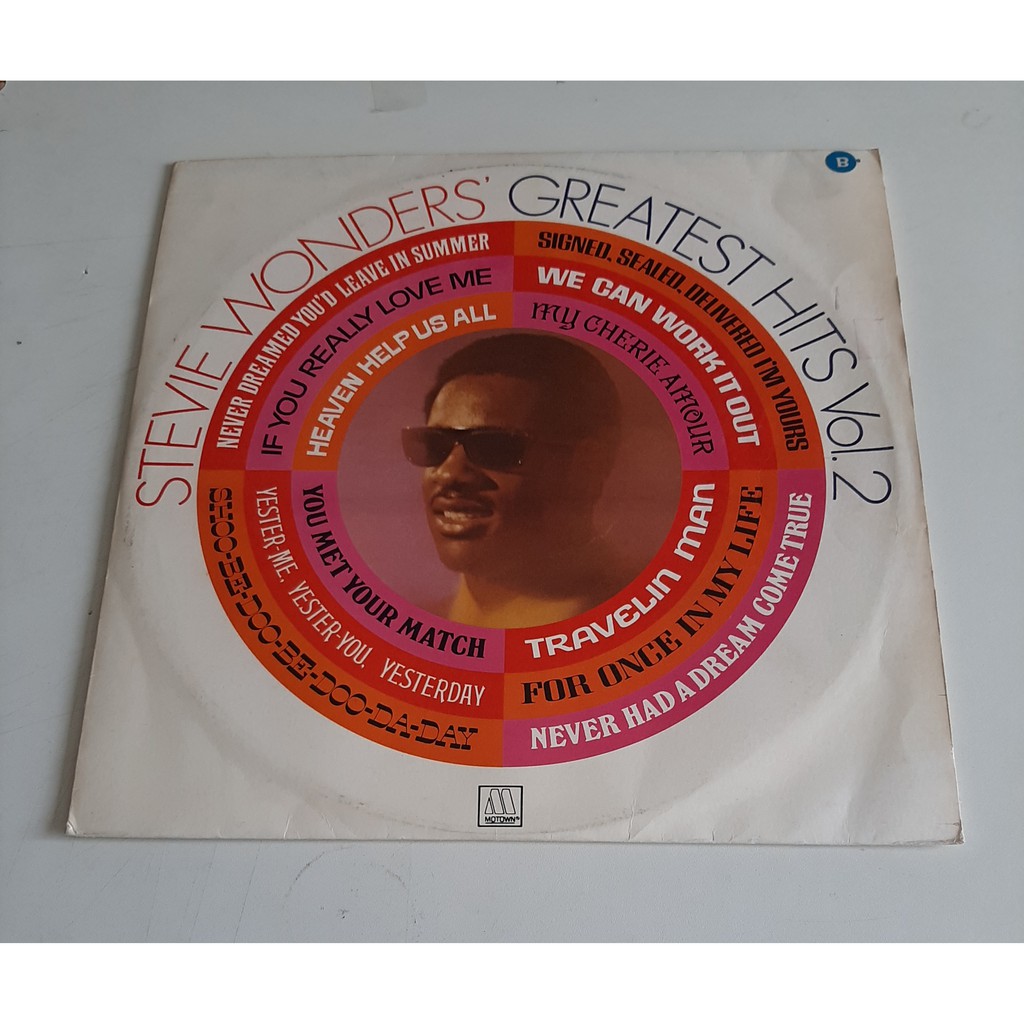 STEVIE WONDERS' GREATEST HITS Vol. 2
B
NEVER DREAMED YOU'D LEAVE IN SUMMER
SIGNED, SEALED, DELIVERED I'M YOURS
IF YOU REALLY LOVE ME
WE CAN WORK IT OUT
HEAVEN HELP US ALL
MY CHERIE AMOUR
YOU MET YOUR MATCH
TRAVELIN MAN
YESTER-ME, YESTER-YOU, YESTERDAY
FOR ONCE IN MY LIFE
SHOO-BE-DOO-BE-DOO-DA-DAY
NEVER HAD A DREAM COME TRUE
M
MOTOWN®